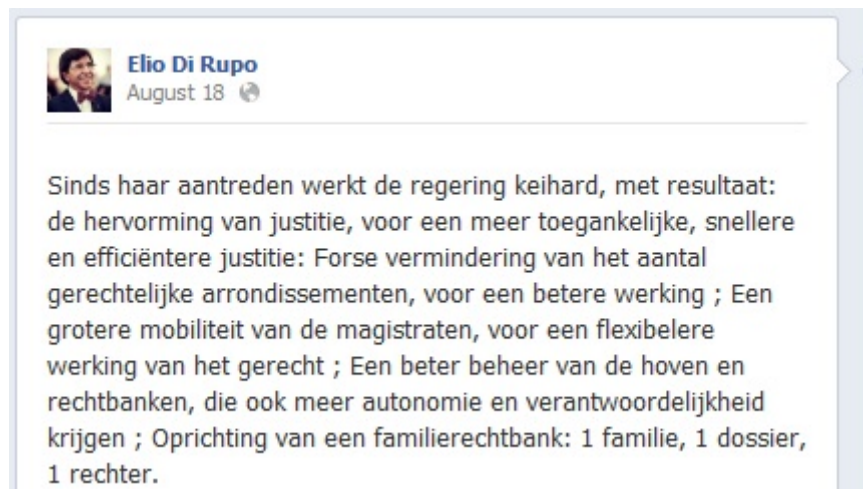 Elio Di Rupo
August 18
Sinds haar aantreden werkt de regering keihard, met resultaat:
de hervorming van justitie, voor een meer toegankelijke, snellere
en efficiëntere justitie: Forse vermindering van het aantal
gerechtelijke arrondissementen, voor een betere werking ; Een
grotere mobiliteit van de magistraten, voor een flexibelere
werking van het gerecht ; Een beter beheer van de hoven en
rechtbanken, die ook meer autonomie en verantwoordelijkheid
krijgen ; Oprichting van een familierechtbank: 1 familie, 1 dossier,
1 rechter.